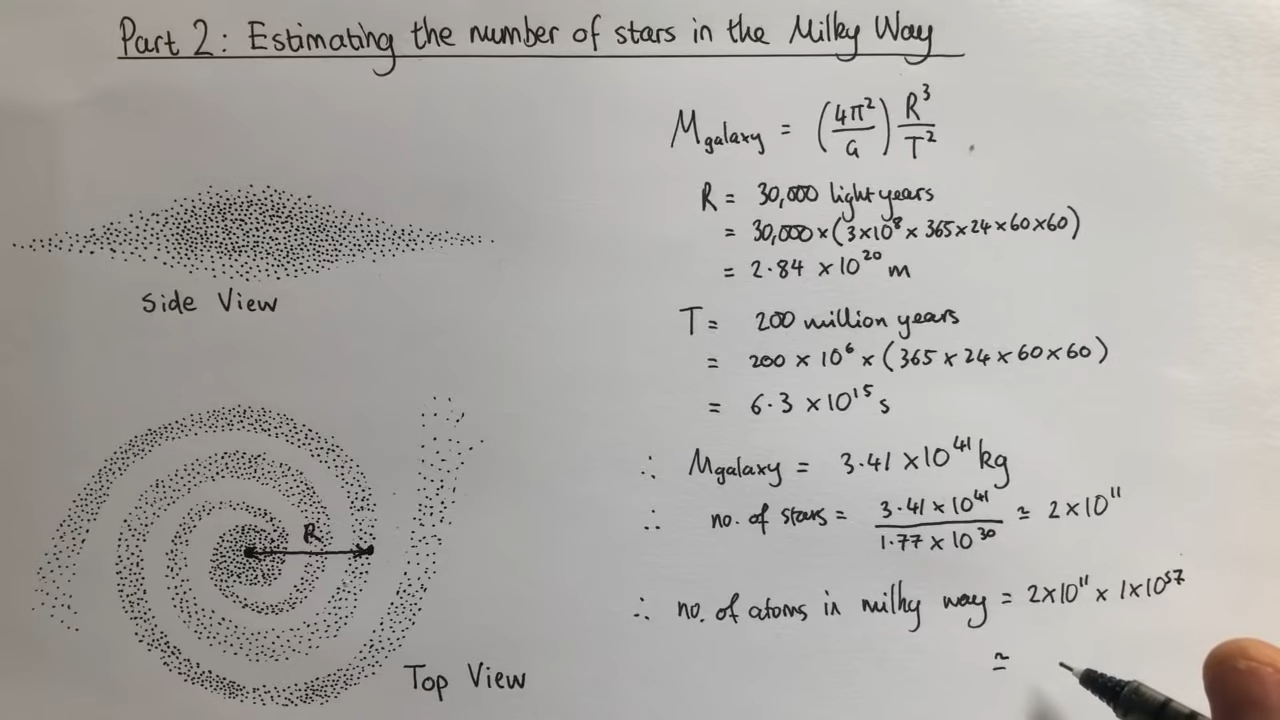 Part 2: Estimating the number of stars in the Milky Way
Side View
R
Top View
Mgalaxy = (4π²/G) R³/T²
R = 30,000 light years
= 30,000 × (3×10⁸ × 365×24×60×60)
= 2.84 ×10²⁰ m
T = 200 million years
= 200 × 10⁶ × (365×24×60×60)
= 6.3 ×10¹⁵ s
∴ Mgalaxy = 3.41 ×10⁴¹ kg
∴ no. of stars = 3.41 × 10⁴¹ / 1.77 × 10³⁰ ≃ 2×10¹¹
∴ no. of atoms in milky way = 2×10¹¹ × 1×10⁵⁷
≃